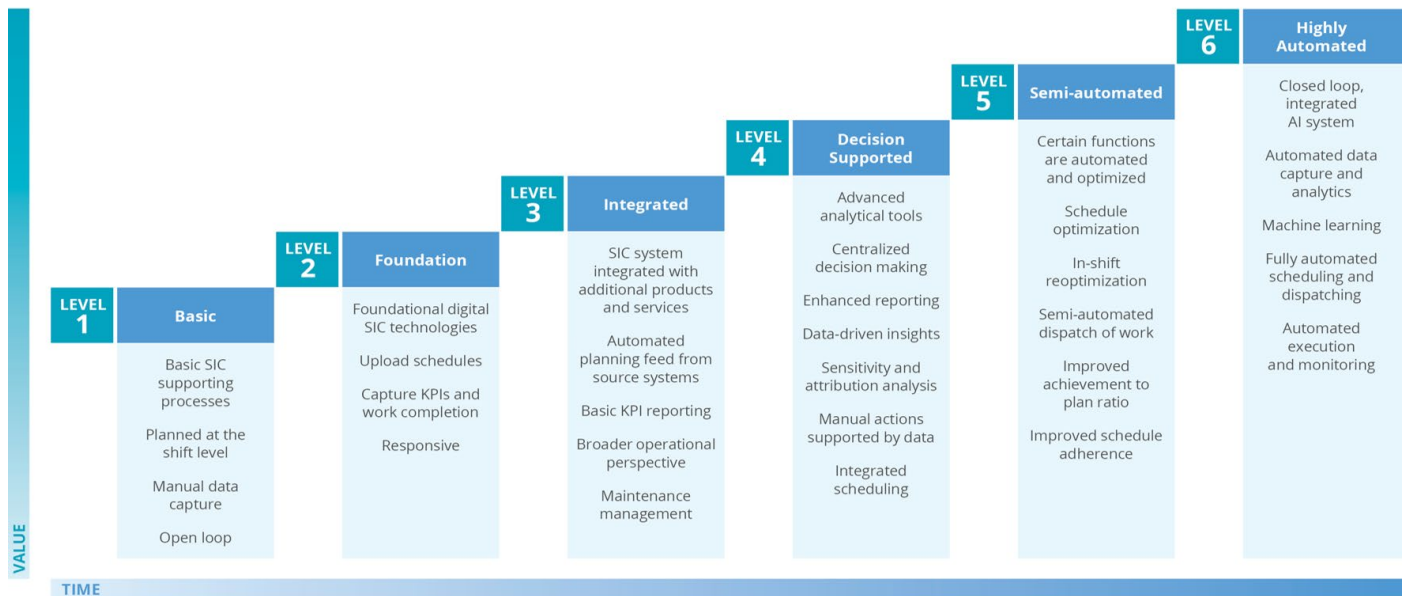 LEVEL
1
Basic
Basic SIC
supporting
processes
Planned at the
shift level
Manual data
capture
Open loop
LEVEL
2
Foundation
Foundational digital
SIC technologies
Upload schedules
Capture KPIs and
work completion
Responsive
LEVEL
3
Integrated
SIC system
integrated with
additional products
and services
Automated
planning feed from
source systems
Basic KPI reporting
Broader operational
perspective
Maintenance
management
LEVEL
4
Decision
Supported
Advanced
analytical tools
Centralized
decision making
Enhanced reporting
Data-driven insights
Sensitivity and
attribution analysis
Manual actions
supported by data
Integrated
scheduling
LEVEL
5
Semi-automated
Certain functions
are automated
and optimized
Schedule
optimization
In-shift
reoptimization
Semi-automated
dispatch of work
Improved
achievement to
plan ratio
Improved schedule
adherence
LEVEL
6
Highly
Automated
Closed loop,
integrated
AI system
Automated data
capture and
analytics
Machine learning
Fully automated
scheduling and
dispatching
Automated
execution
and monitoring
VALUE
TIME